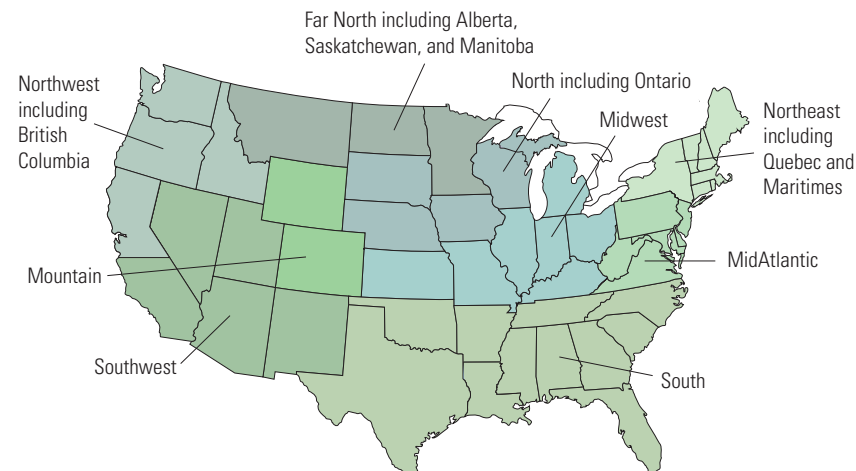 Far North including Alberta,
Saskatchewan, and Manitoba
Northwest
including
British
Columbia
North including Ontario
Midwest
Northeast
including
Quebec and
Maritimes
Mountain
MidAtlantic
Southwest
South